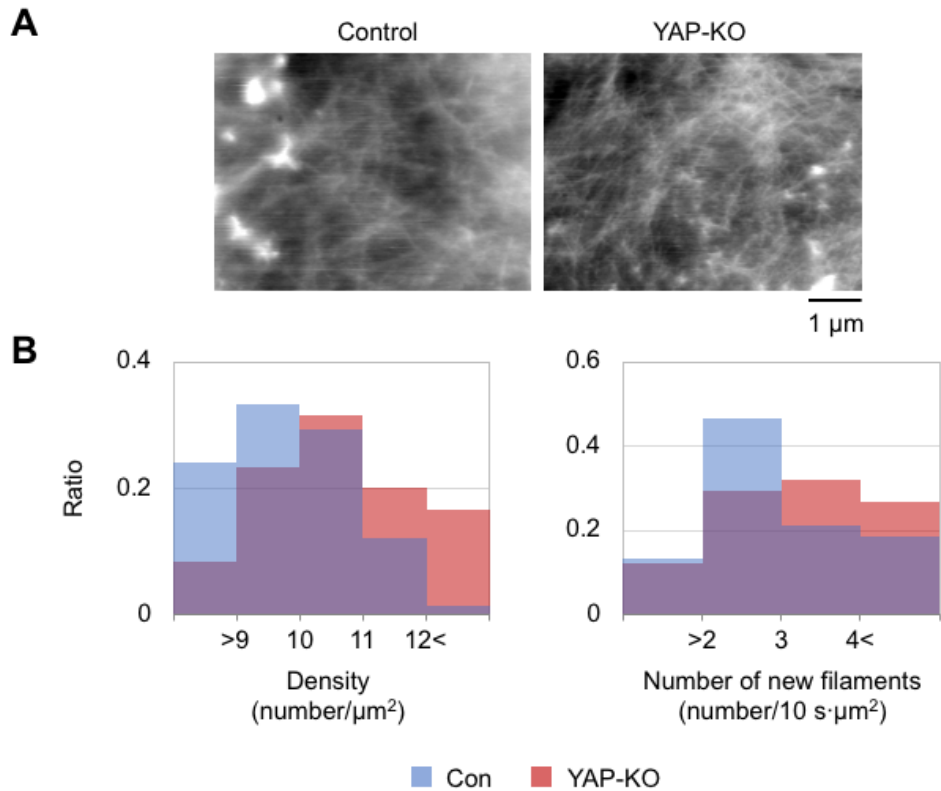 A
Control YAP-KO
1 µm
B
0.4
0.2
0
Ratio
>9 10 11 12<
Density
(number/µm²)
0.6
0.4
0.2
0
>2 3 4<
Number of new filaments
(number/10 s·µm²)
Con YAP-KO